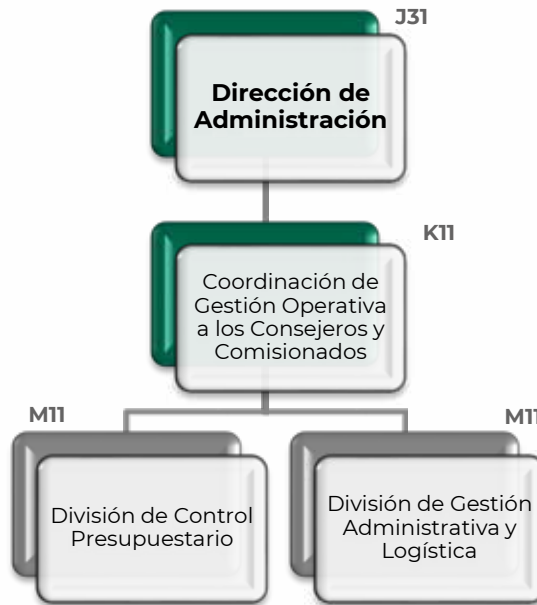 J31
Dirección de
Administración
K11
Coordinación de
Gestión Operativa
a los Consejeros y
Comisionados
M11
División de Control
Presupuestario
M11
División de Gestión
Administrativa y
Logística